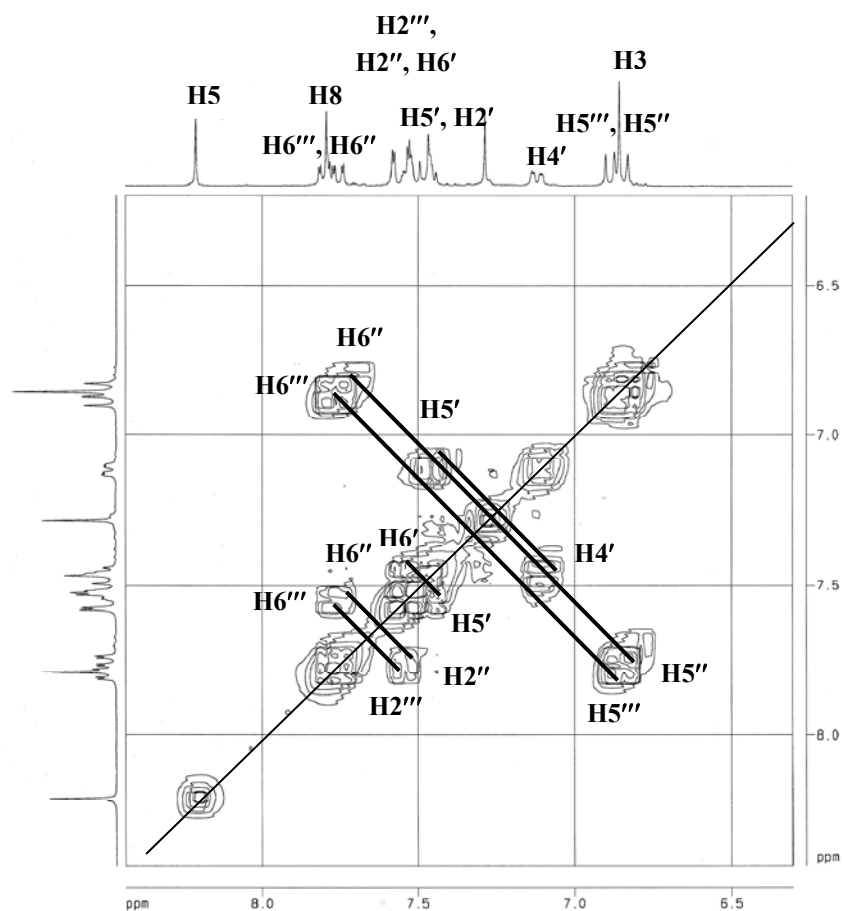 H2‴,
H2″, H6′
H3
H5
H8
H5′, H2′
H5‴, H5″
H6‴, H6″
H4′
6.5
H6″
H6‴
H5′
7.0
H6′
H6″
H4′
7.5
H6‴
H5′
H2″
H5″
H2‴
H5‴
8.0
ppm
ppm 8.0 7.5 7.0 6.5